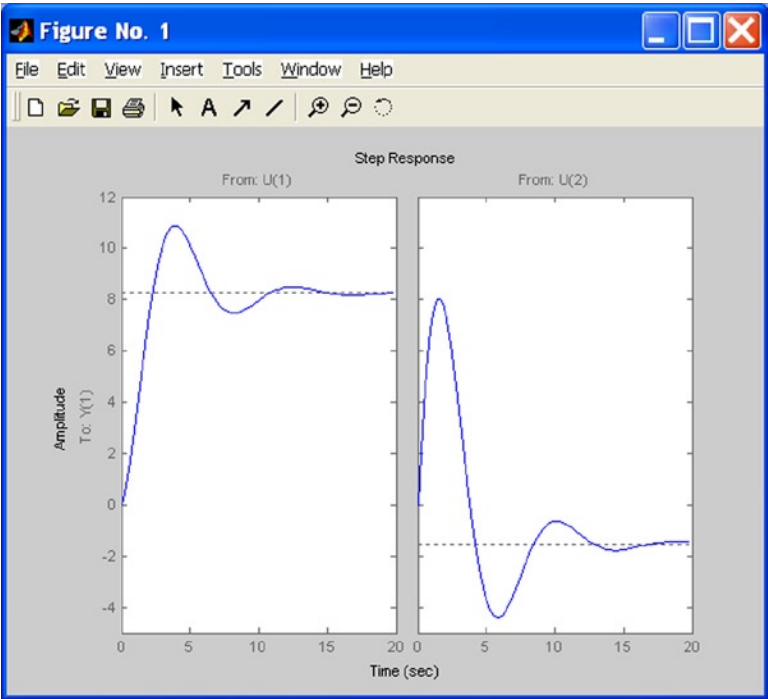 Figure No. 1
File Edit View Insert Tools Window Help
A
Step Response
From: U(1) From: U(2)
12
10
8
6
4
2
0
-2
-4
Amplitude
To: Y(1)
0 5 10 15 20 0 5 10 15 20
Time (sec)